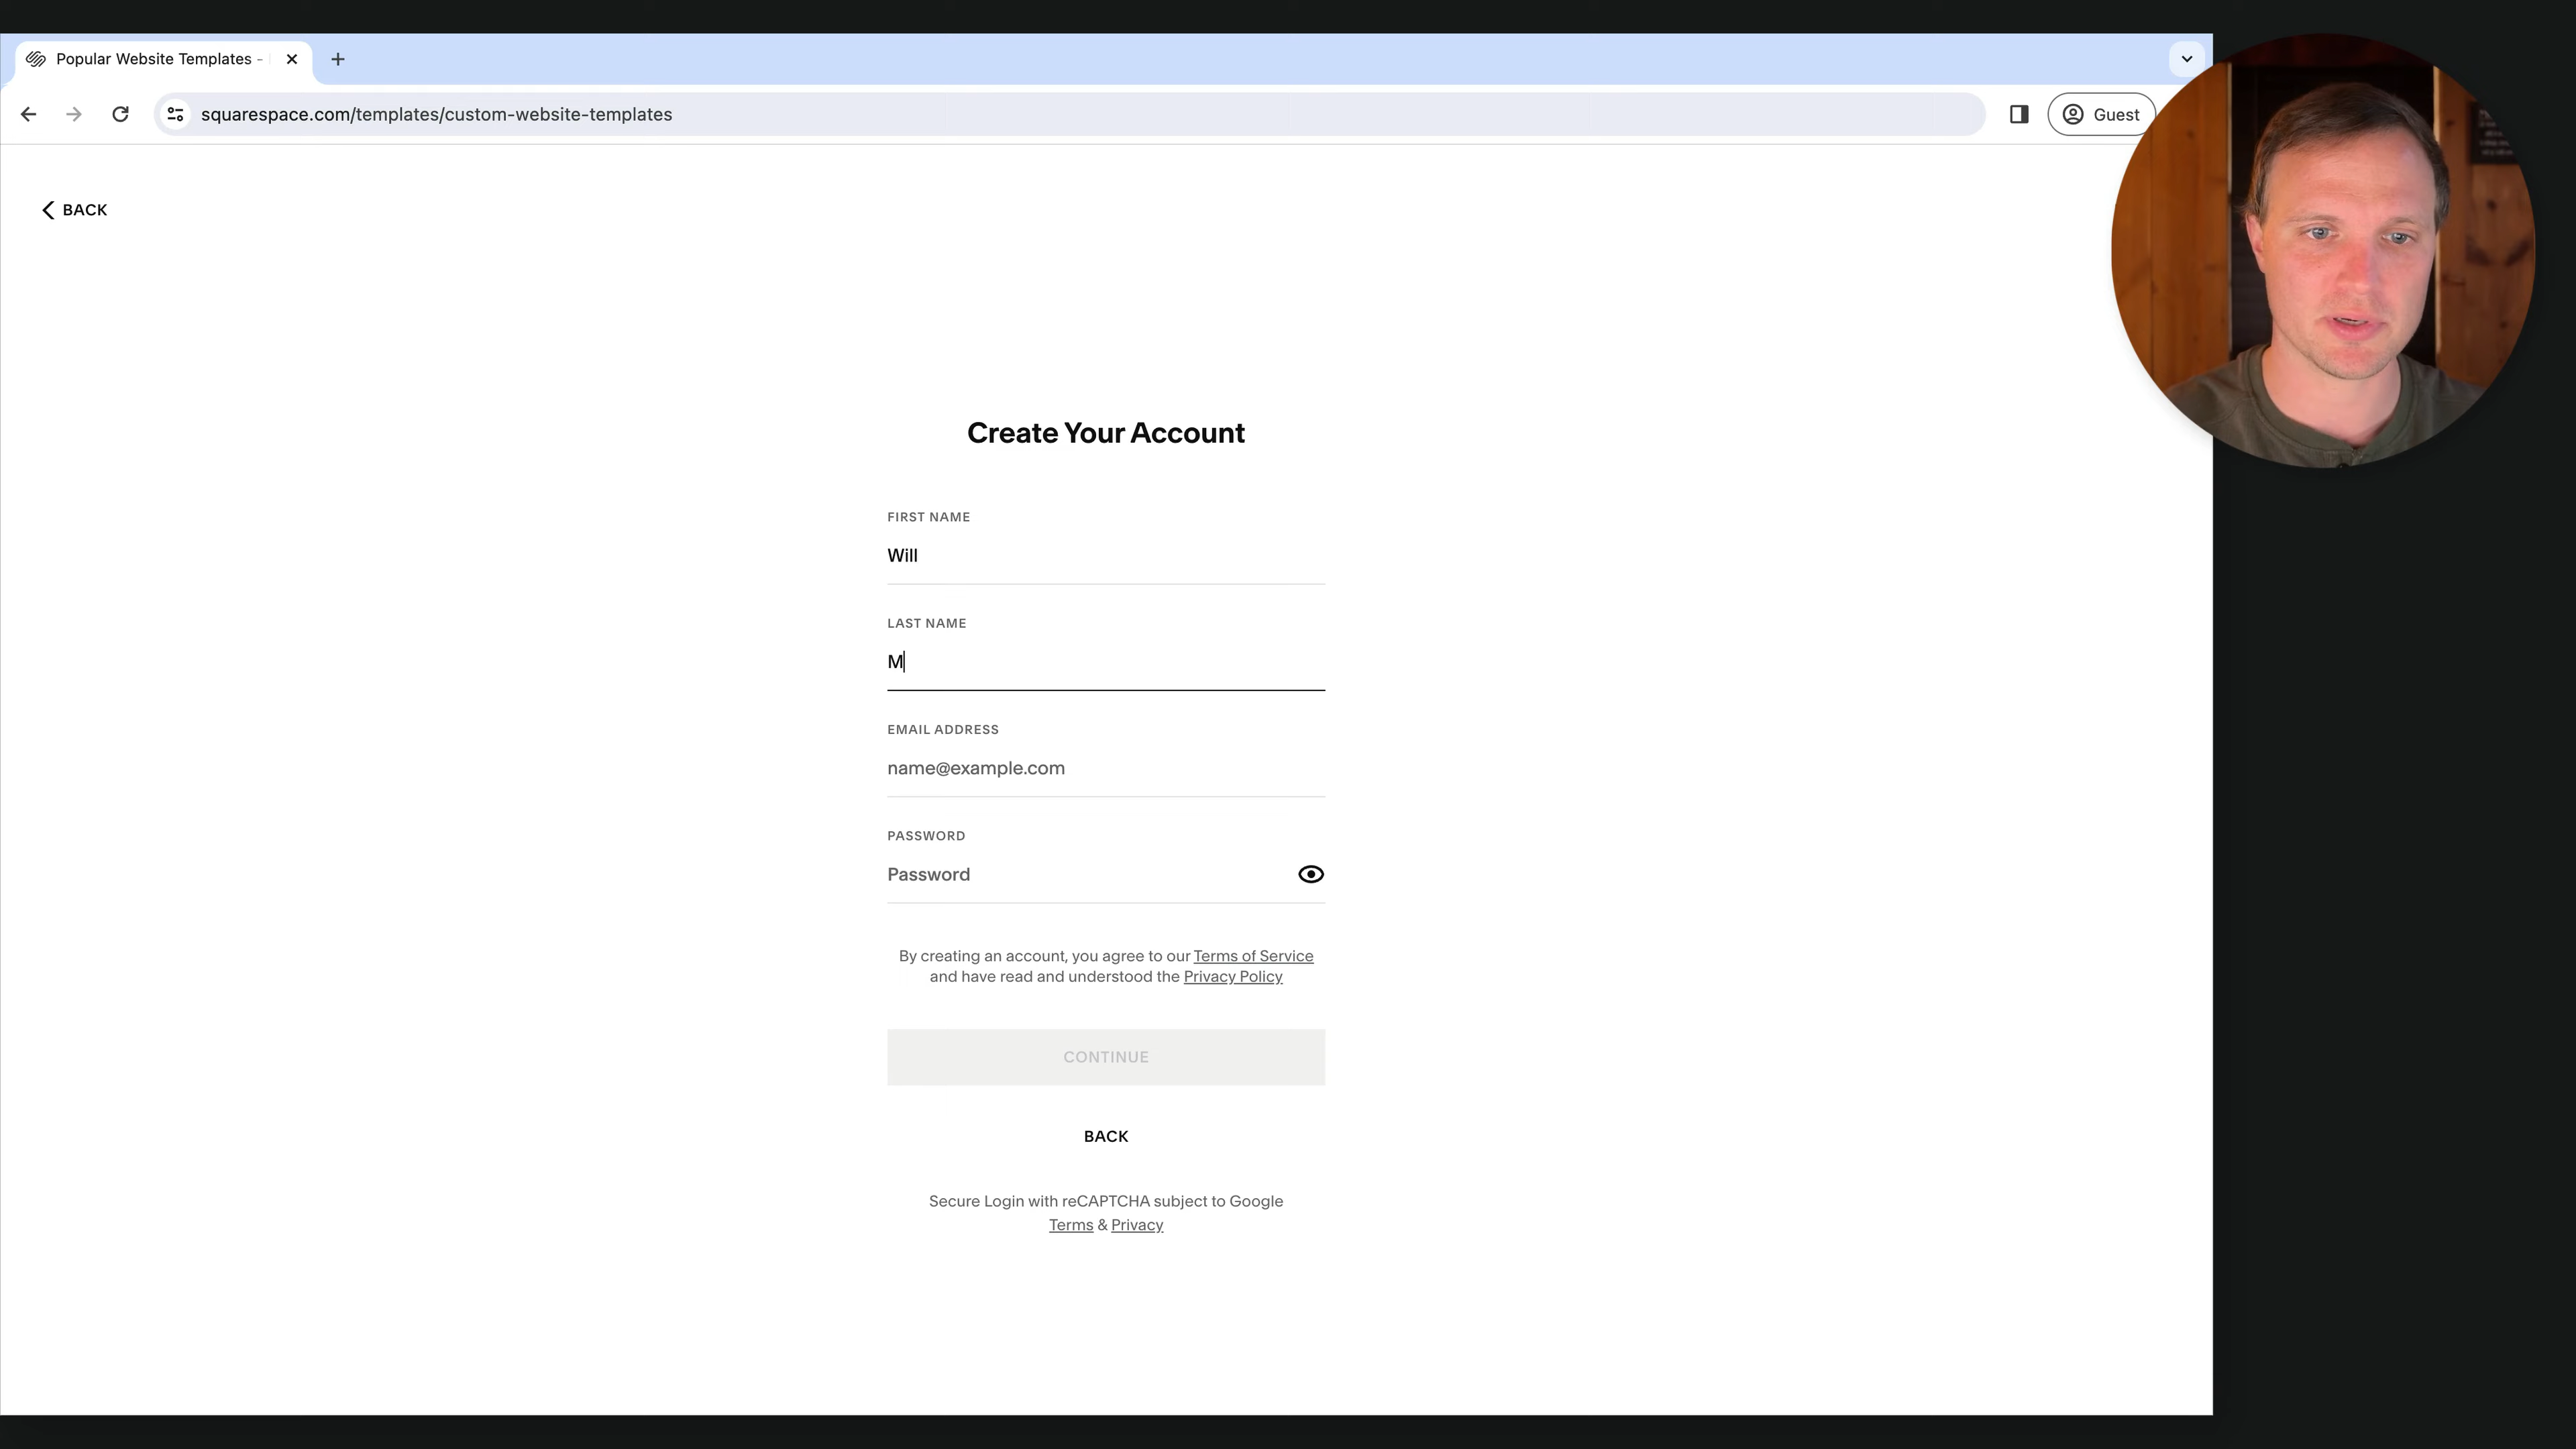 Popular Website Templates –
squarespace.com/templates/custom-website-templates
Guest
BACK
Create Your Account
FIRST NAME
Will
LAST NAME
M
EMAIL ADDRESS
name@example.com
PASSWORD
Password
By creating an account, you agree to our Terms of Service
and have read and understood the Privacy Policy
CONTINUE
BACK
Secure Login with reCAPTCHA subject to Google
Terms & Privacy